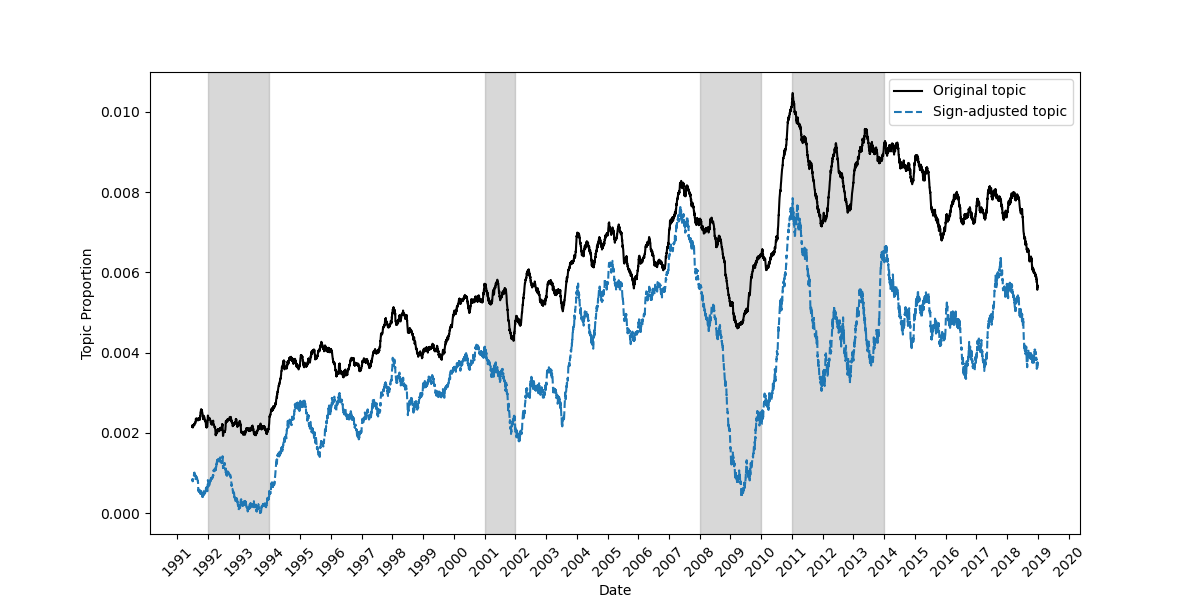 Original topic
Sign-adjusted topic
Topic Proportion
0.010
0.008
0.006
0.004
0.002
0.000
1991 1992 1993 1994 1995 1996 1997 1998 1999 2000 2001 2002 2003 2004 2005 2006 2007 2008 2009 2010 2011 2012 2013 2014 2015 2016 2017 2018 2019 2020
Date